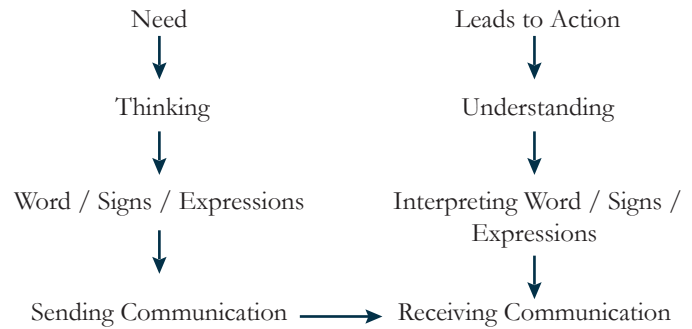 Need
Thinking
Word / Signs / Expressions
Sending Communication
Leads to Action
Understanding
Interpreting Word / Signs /
Expressions
Receiving Communication